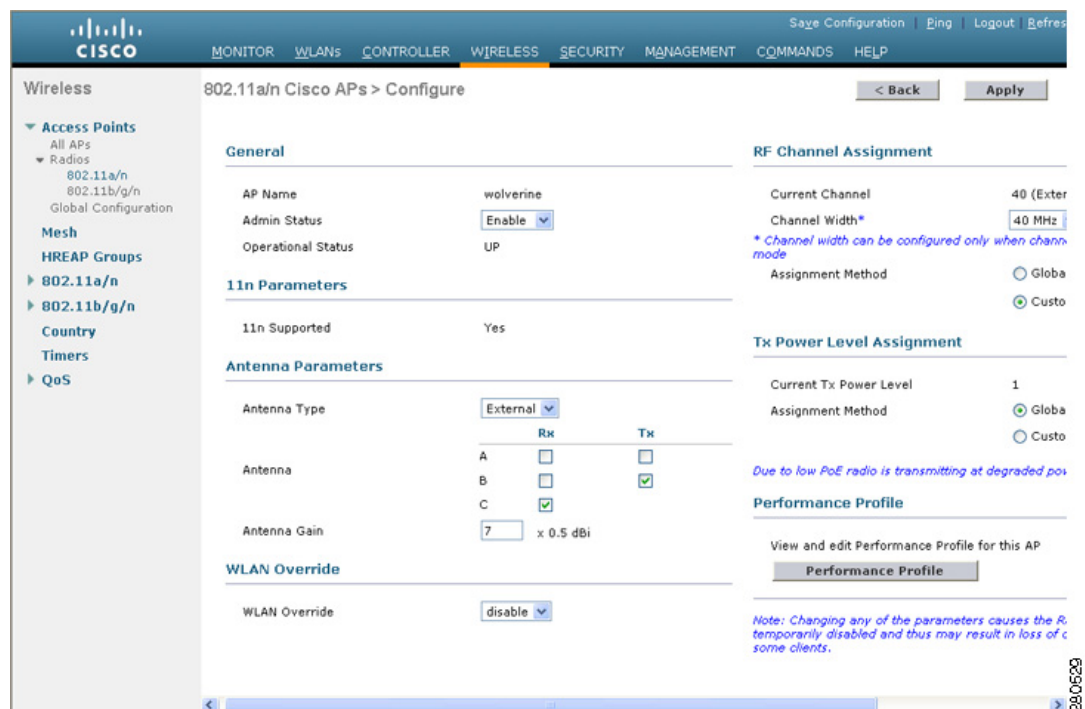 Save Configuration | Ping | Logout | Refres
CISCO
MONITOR WLANs CONTROLLER WIRELESS SECURITY MANAGEMENT COMMANDS HELP
Wireless
Access Points
All APs
Radios
802.11a/n
802.11b/g/n
Global Configuration
Mesh
HREAP Groups
802.11a/n
802.11b/g/n
Country
Timers
QoS
802.11a/n Cisco APs > Configure
< Back
Apply
General
AP Name wolverine
Admin Status Enable
Operational Status UP
11n Parameters
11n Supported Yes
Antenna Parameters
Antenna Type External
Rx Tx
A
Antenna
B
C
Antenna Gain 7 x 0.5 dBi
WLAN Override
WLAN Override disable
RF Channel Assignment
Current Channel 40 (Exter
Channel Width* 40 MHz
* Channel width can be configured only when chann
mode
Assignment Method Globa
Custo
Tx Power Level Assignment
Current Tx Power Level 1
Assignment Method Globa
Custo
Due to low PoE radio is transmitting at degraded pow
Performance Profile
View and edit Performance Profile for this AP
Performance Profile
Note: Changing any of the parameters causes the R
temporarily disabled and thus may result in loss of c
some clients.
280529